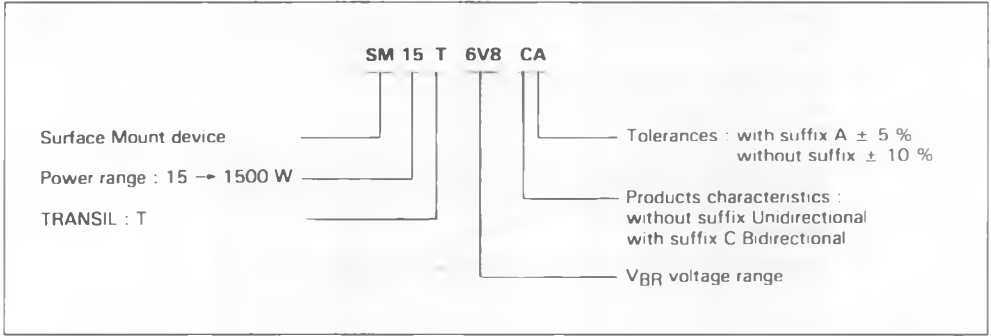 SM 15 T 6V8 CA
Surface Mount device
Power range : 15 → 1500 W
TRANSIL : T
Tolerances : with suffix A ± 5 %
without suffix ± 10 %
Products characteristics :
without suffix Unidirectional
with suffix C Bidirectional
VBR voltage range